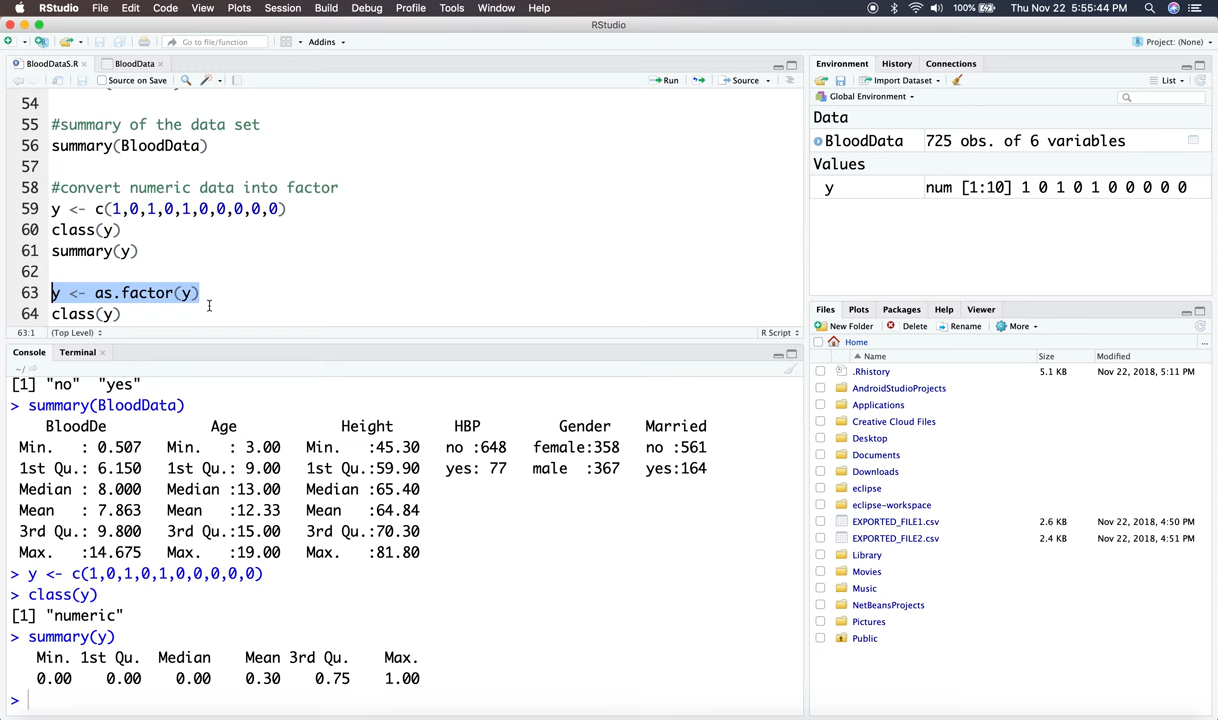 RStudio File Edit Code View Plots Session Build Debug Profile Tools Window Help 100% Thu Nov 22 5:55:44 PM
RStudio
Go to file/function Addins Project: (None)
BloodDataS.R BloodData
Source on Save Run Source
54
55 #summary of the data set
56 summary(BloodData)
57
58 #convert numeric data into factor
59 y <- c(1,0,1,0,1,0,0,0,0,0)
60 class(y)
61 summary(y)
62
63 y <- as.factor(y)
64 class(y)
63:1 (Top Level) R Script
Console Terminal
~/
[1] "no" "yes"
> summary(BloodData)
BloodDe Age Height HBP Gender Married
Min. : 0.507 Min. : 3.00 Min. :45.30 no :648 female:358 no :561
1st Qu.: 6.150 1st Qu.: 9.00 1st Qu.:59.90 yes: 77 male :367 yes:164
Median : 8.000 Median :13.00 Median :65.40
Mean : 7.863 Mean :12.33 Mean :64.84
3rd Qu.: 9.800 3rd Qu.:15.00 3rd Qu.:70.30
Max. :14.675 Max. :19.00 Max. :81.80
> y <- c(1,0,1,0,1,0,0,0,0,0)
> class(y)
[1] "numeric"
> summary(y)
Min. 1st Qu. Median Mean 3rd Qu. Max.
0.00 0.00 0.00 0.30 0.75 1.00
>
Environment History Connections
Import Dataset List
Global Environment
Data
BloodData 725 obs. of 6 variables
Values
y num [1:10] 1 0 1 0 1 0 0 0 0 0
Files Plots Packages Help Viewer
New Folder Delete Rename More
Home ...
Name Size Modified
.Rhistory 5.1 KB Nov 22, 2018, 5:11 PM
AndroidStudioProjects
Applications
Creative Cloud Files
Desktop
Documents
Downloads
eclipse
eclipse-workspace
EXPORTED_FILE1.csv 2.6 KB Nov 22, 2018, 4:50 PM
EXPORTED_FILE2.csv 2.4 KB Nov 22, 2018, 4:51 PM
Library
Movies
Music
NetBeansProjects
Pictures
Public